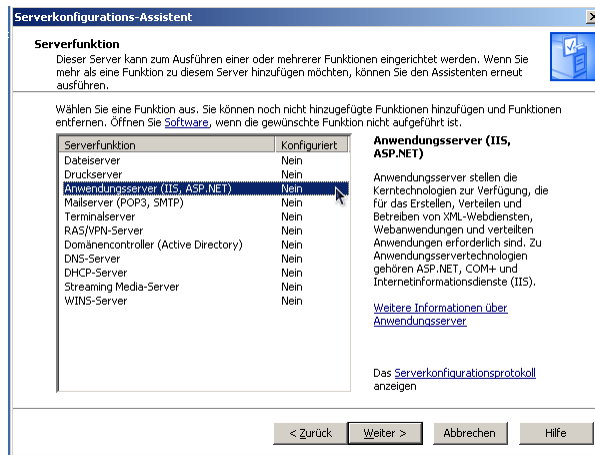 Serverkonfigurations-Assistent
Serverfunktion
Dieser Server kann zum Ausführen einer oder mehrerer Funktionen eingerichtet werden. Wenn Sie
mehr als eine Funktion zu diesem Server hinzufügen möchten, können Sie den Assistenten erneut
ausführen.
Wählen Sie eine Funktion aus. Sie können noch nicht hinzugefügte Funktionen hinzufügen und Funktionen
entfernen. Öffnen Sie Software, wenn die gewünschte Funktion nicht aufgeführt ist.
Serverfunktion Konfiguriert
Dateiserver Nein
Druckserver Nein
Anwendungsserver (IIS, ASP.NET) Nein
Mailserver (POP3, SMTP) Nein
Terminalserver Nein
RAS/VPN-Server Nein
Domänencontroller (Active Directory) Nein
DNS-Server Nein
DHCP-Server Nein
Streaming Media-Server Nein
WINS-Server Nein
Anwendungsserver (IIS,
ASP.NET)
Anwendungsserver stellen die
Kerntechnologien zur Verfügung, die
für das Erstellen, Verteilen und
Betreiben von XML-Webdiensten,
Webanwendungen und verteilten
Anwendungen erforderlich sind. Zu
Anwendungsservertechnologien
gehören ASP.NET, COM+ und
Internetinformationsdienste (IIS).
Weitere Informationen über
Anwendungsserver
Das Serverkonfigurationsprotokoll
anzeigen
< Zurück Weiter > Abbrechen Hilfe